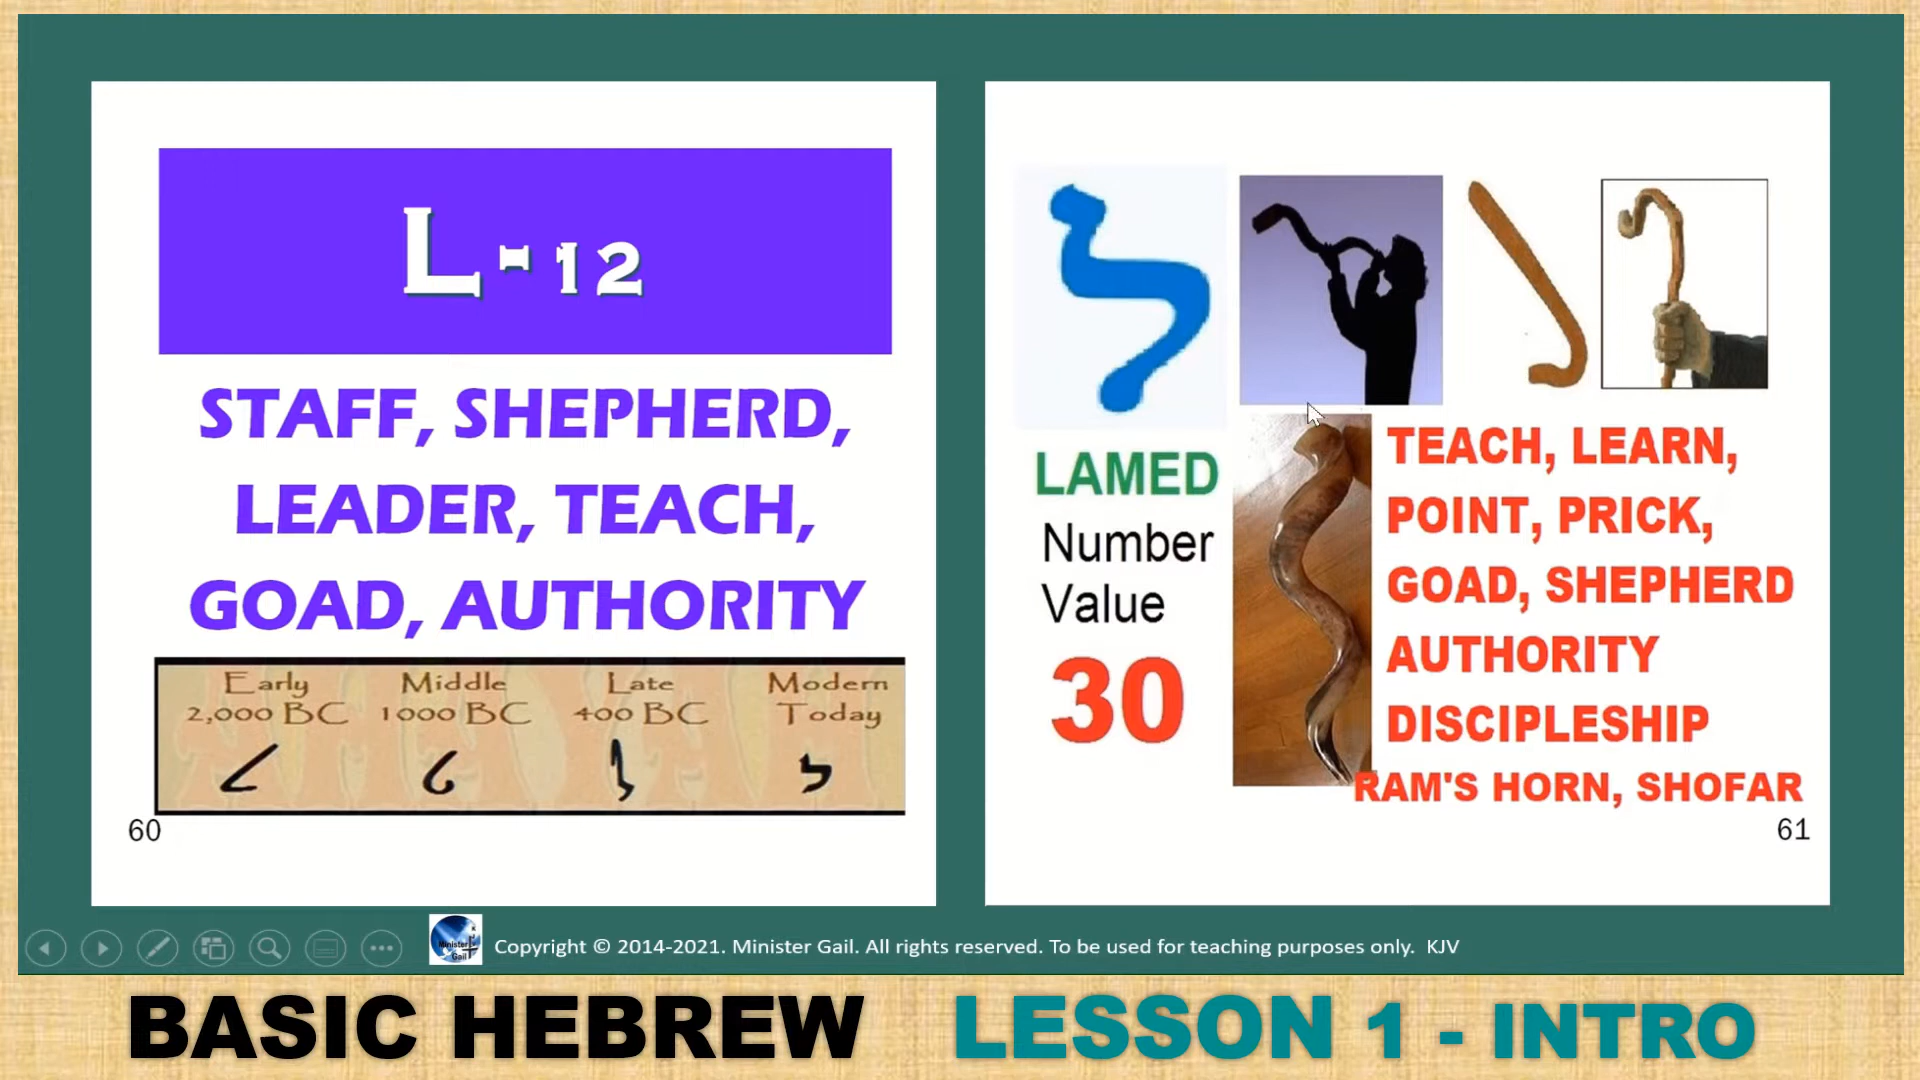 L - 12
STAFF, SHEPHERD,
LEADER, TEACH,
GOAD, AUTHORITY
Early Middle Late Modern
2,000 BC 1000 BC 400 BC Today
60
ל
LAMED
Number
Value
30
TEACH, LEARN,
POINT, PRICK,
GOAD, SHEPHERD
AUTHORITY
DISCIPLESHIP
RAM'S HORN, SHOFAR
61
Minister
Gail
Copyright © 2014-2021. Minister Gail. All rights reserved. To be used for teaching purposes only. KJV
BASIC HEBREW LESSON 1 - INTRO